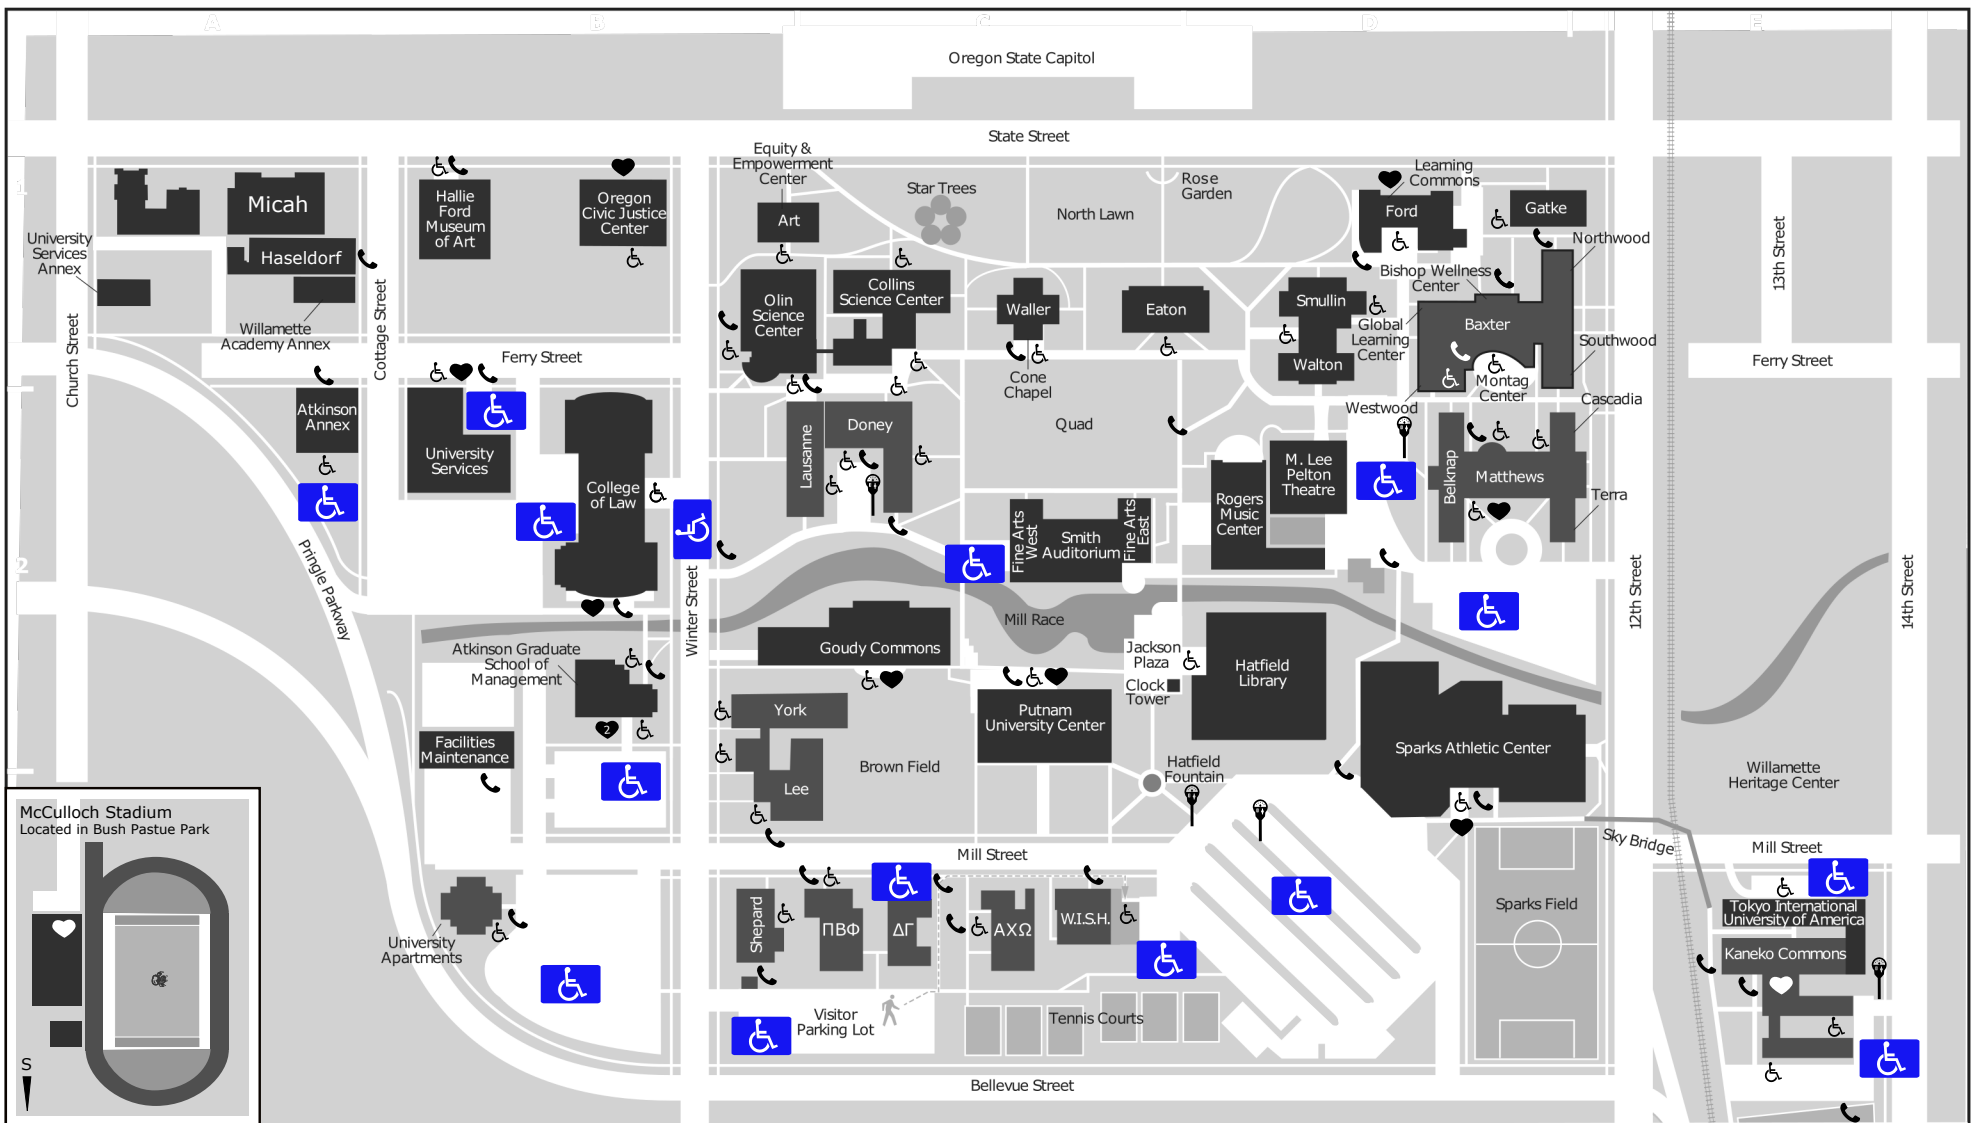 A
B
C
D
E
Oregon State Capitol
State Street
1
Micah
Haseldorf
University
Services
Annex
Willamette
Academy Annex
Church Street
Cottage Street
Hallie
Ford
Museum
of Art
Oregon
Civic Justice
Center
Equity &
Empowerment
Center
Art
Star Trees
North Lawn
Rose
Garden
Learning
Commons
Ford
Gatke
Northwood
Bishop Wellness
Center
13th Street
Olin
Science
Center
Collins
Science Center
Waller
Eaton
Smullin
Global
Learning
Center
Baxter
Southwood
Walton
Cone
Chapel
Montag
Center
Westwood
Cascadia
Ferry Street
Ferry Street
Atkinson
Annex
University
Services
College
of Law
Lausanne
Doney
Quad
M. Lee
Pelton
Theatre
Rogers
Music
Center
Belknap
Matthews
Terra
Fine Arts
West
Smith
Auditorium
Fine Arts
East
2
Pringle Parkway
Winter Street
12th Street
14th Street
Mill Race
Goudy Commons
Jackson
Plaza
Clock
Tower
Hatfield
Library
Atkinson Graduate
School of
Management
2
Putnam
University Center
York
Lee
Brown Field
Facilities
Maintenance
Hatfield
Fountain
Sparks Athletic Center
Willamette
Heritage Center
Sky Bridge
Mill Street
Mill Street
McCulloch Stadium
Located in Bush Pastue Park
S
University
Apartments
Shepard
ΠΒΦ
ΔΓ
ΑΧΩ
W.I.S.H.
Sparks Field
Tokyo International
University of America
Kaneko Commons
Visitor
Parking Lot
Tennis Courts
Bellevue Street